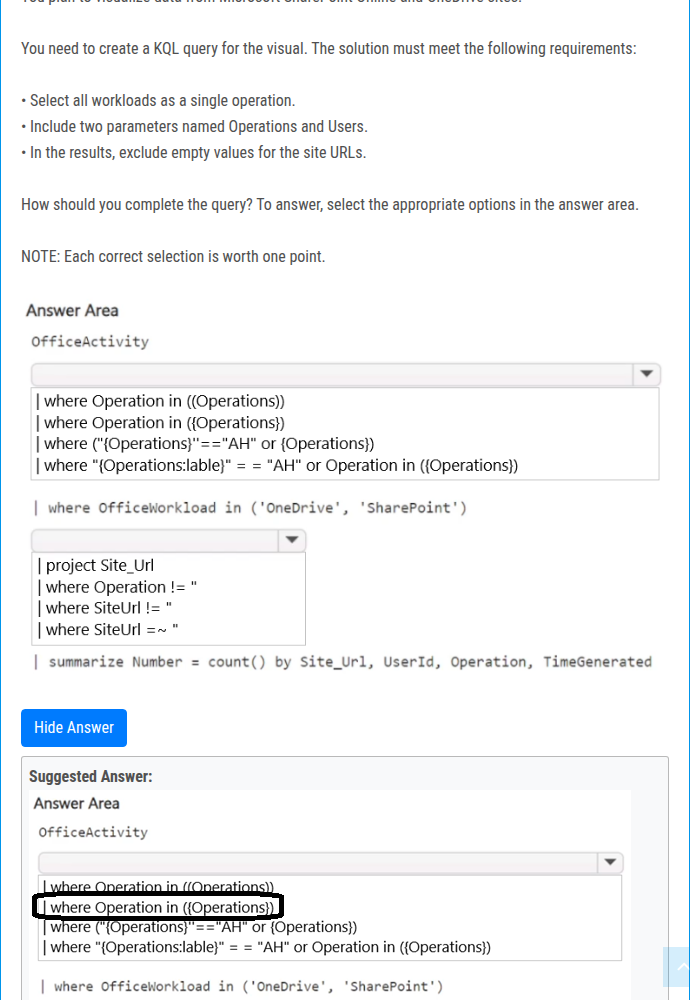 You need to create a KQL query for the visual. The solution must meet the following requirements:
• Select all workloads as a single operation.
• Include two parameters named Operations and Users.
• In the results, exclude empty values for the site URLs.
How should you complete the query? To answer, select the appropriate options in the answer area.
NOTE: Each correct selection is worth one point.
Answer Area
OfficeActivity
| where Operation in ((Operations))
| where Operation in ({Operations})
| where ("{Operations}"=="AH" or {Operations})
| where "{Operations:lable}" = = "AH" or Operation in ({Operations})
| where OfficeWorkload in ('OneDrive', 'SharePoint')
| project Site_Url
| where Operation != "
| where SiteUrl != "
| where SiteUrl =~ "
| summarize Number = count() by Site_Url, UserId, Operation, TimeGenerated
Hide Answer
Suggested Answer:
Answer Area
OfficeActivity
| where Operation in ((Operations))
| where Operation in ({Operations})
| where ("{Operations}"=="AH" or {Operations})
| where "{Operations:lable}" = = "AH" or Operation in ({Operations})
| where OfficeWorkload in ('OneDrive', 'SharePoint')